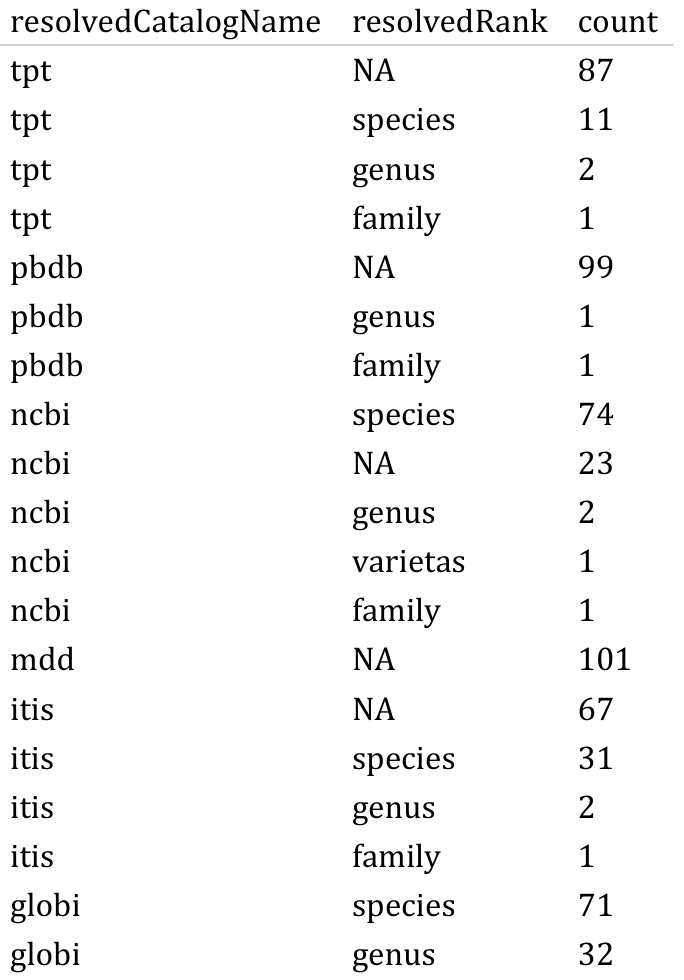 resolvedCatalogName resolvedRank count
tpt NA 87
tpt species 11
tpt genus 2
tpt family 1
pbdb NA 99
pbdb genus 1
pbdb family 1
ncbi species 74
ncbi NA 23
ncbi genus 2
ncbi varietas 1
ncbi family 1
mdd NA 101
itis NA 67
itis species 31
itis genus 2
itis family 1
globi species 71
globi genus 32